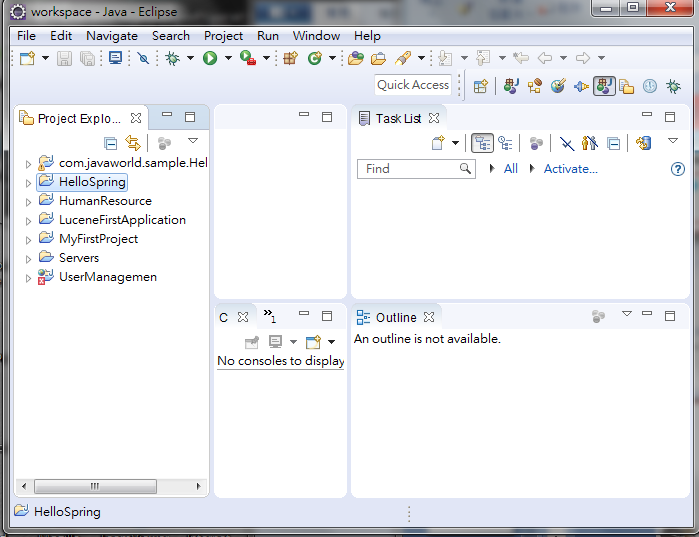 workspace - Java - Eclipse
File Edit Navigate Search Project Run Window Help
Quick Access
Project Explo...
com.javaworld.sample.Hel
HelloSpring
HumanResource
LuceneFirstApplication
MyFirstProject
Servers
UserManagemen
Task List
Find
All
Activate...
C
»1
No consoles to display
Outline
An outline is not available.
HelloSpring